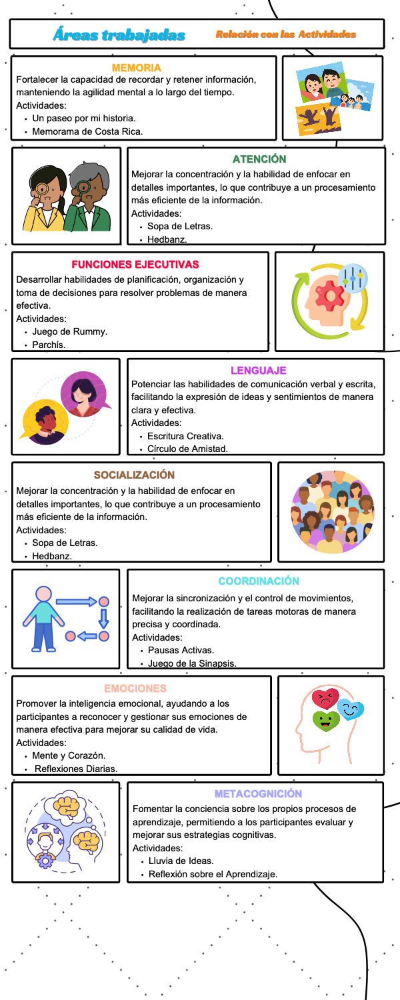 Áreas trabajadas
Relación con las Actividades
MEMORIA
Fortalecer la capacidad de recordar y retener información,
manteniendo la agilidad mental a lo largo del tiempo.
Actividades:
• Un paseo por mi historia.
• Memorama de Costa Rica.
ATENCIÓN
Mejorar la concentración y la habilidad de enfocar en
detalles importantes, lo que contribuye a un procesamiento
más eficiente de la información.
Actividades:
• Sopa de Letras.
• Hedbanz.
FUNCIONES EJECUTIVAS
Desarrollar habilidades de planificación, organización y
toma de decisiones para resolver problemas de manera
efectiva.
Actividades:
• Juego de Rummy.
• Parchís.
LENGUAJE
Potenciar las habilidades de comunicación verbal y escrita,
facilitando la expresión de ideas y sentimientos de manera
clara y efectiva.
Actividades:
• Escritura Creativa.
• Círculo de Amistad.
SOCIALIZACIÓN
Mejorar la concentración y la habilidad de enfocar en
detalles importantes, lo que contribuye a un procesamiento
más eficiente de la información.
Actividades:
• Sopa de Letras.
• Hedbanz.
COORDINACIÓN
Mejorar la sincronización y el control de movimientos,
facilitando la realización de tareas motoras de manera
precisa y coordinada.
Actividades:
• Pausas Activas.
• Juego de la Sinapsis.
EMOCIONES
Promover la inteligencia emocional, ayudando a los
participantes a reconocer y gestionar sus emociones de
manera efectiva para mejorar su calidad de vida.
Actividades:
• Mente y Corazón.
• Reflexiones Diarias.
METACOGNICIÓN
Fomentar la conciencia sobre los propios procesos de
aprendizaje, permitiendo a los participantes evaluar y
mejorar sus estrategias cognitivas.
Actividades:
• Lluvia de Ideas.
• Reflexión sobre el Aprendizaje.